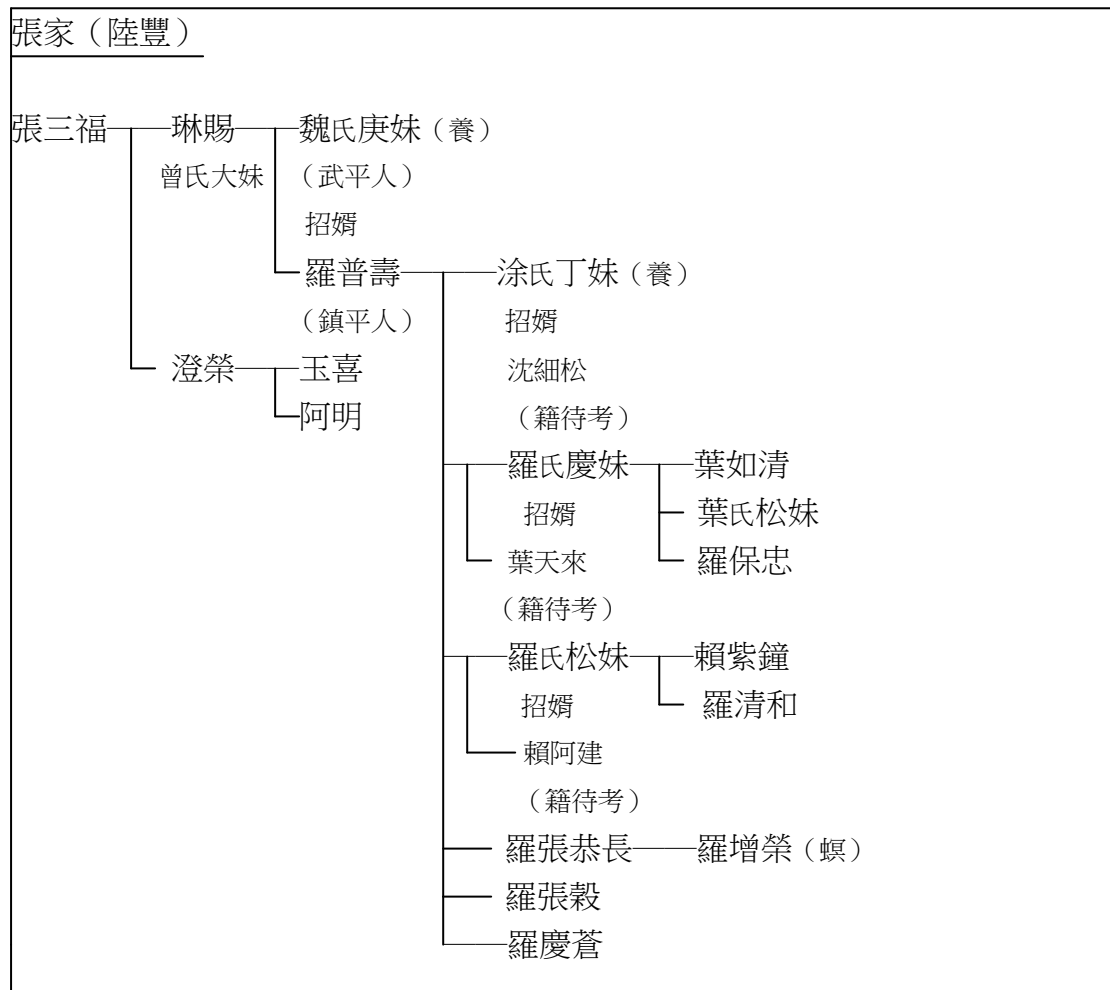 張家（陸豐）
張三福 琳賜 魏氏庚妹（養）
曾氏大妹 （武平人）
招婿
羅普壽 涂氏丁妹（養）
（鎮平人） 招婿
澄榮 玉喜 沈細松
阿明 （籍待考）
羅氏慶妹 葉如清
招婿 葉氏松妹
葉天來 羅保忠
（籍待考）
羅氏松妹 賴紫鐘
招婿 羅清和
賴阿建
（籍待考）
羅張恭長 羅增榮（螟）
羅張穀
羅慶蒼